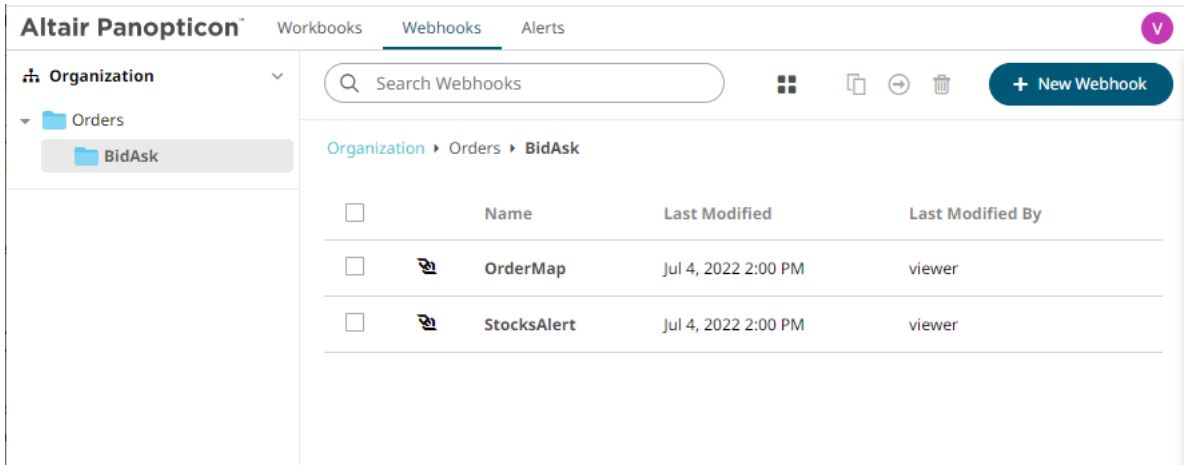 Altair Panopticon™ Workbooks Webhooks Alerts V
Organization
Orders
BidAsk
Search Webhooks + New Webhook
Organization ▸ Orders ▸ BidAsk
Name Last Modified Last Modified By
OrderMap Jul 4, 2022 2:00 PM viewer
StocksAlert Jul 4, 2022 2:00 PM viewer